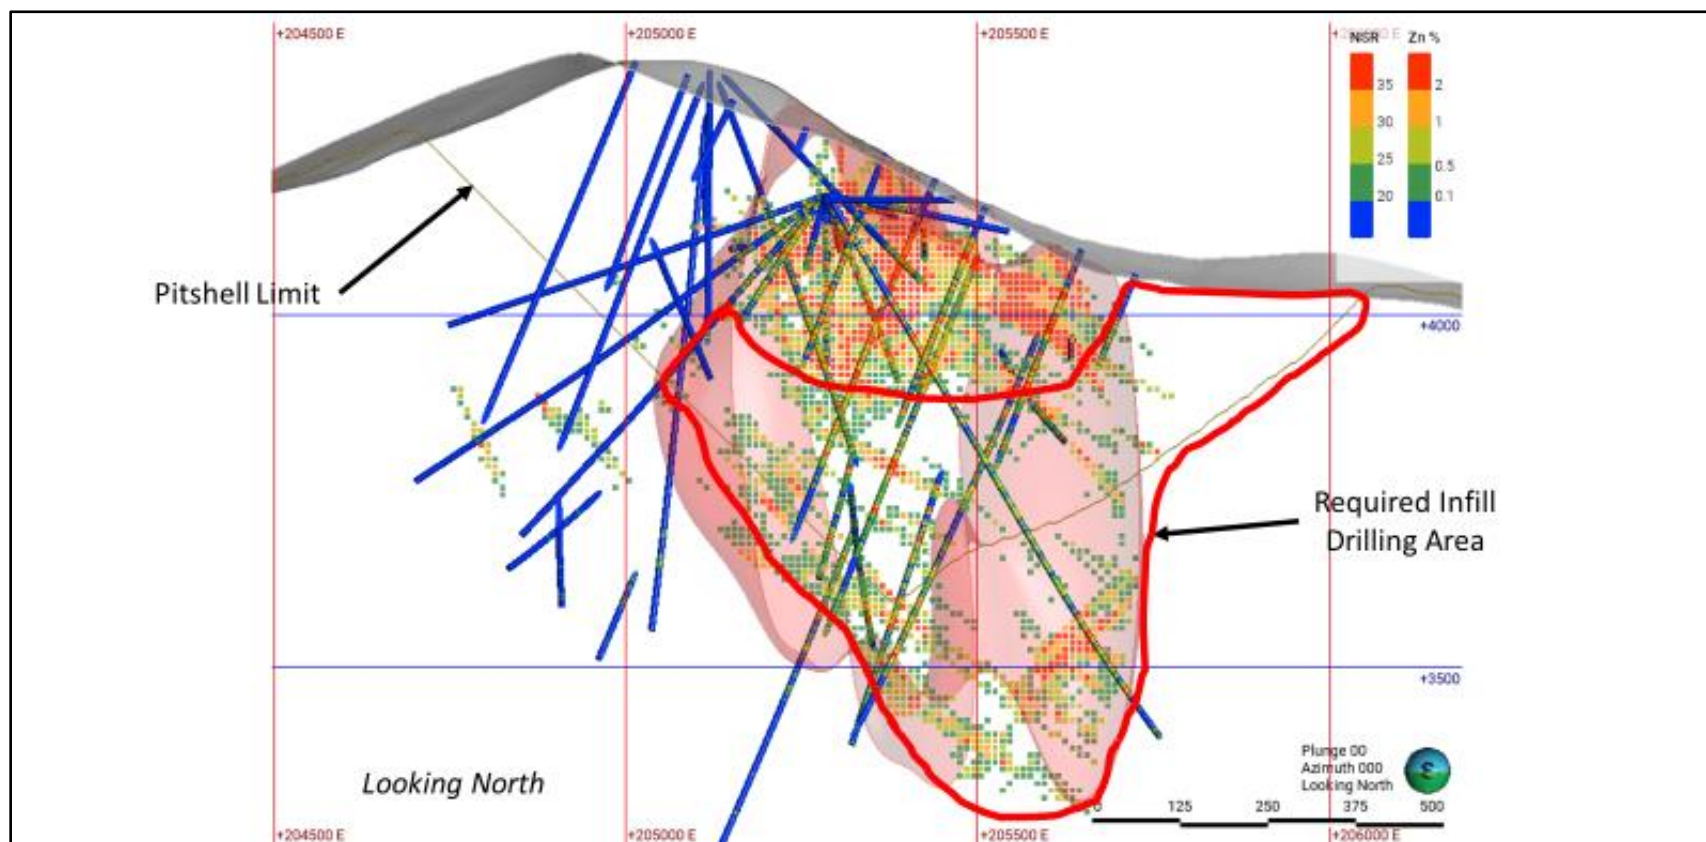 +204500 E
+205000 E
+205500 E
NSR Zn %
35 2
30 1
25
0.5
20 0.1
Pitshell Limit
+4000
Required Infill
Drilling Area
+3500
Looking North
Plunge 00
Azimuth 000
Looking North
0 125 250 375 500
+204500 E
+205000 E
+205500 E
+206000 E